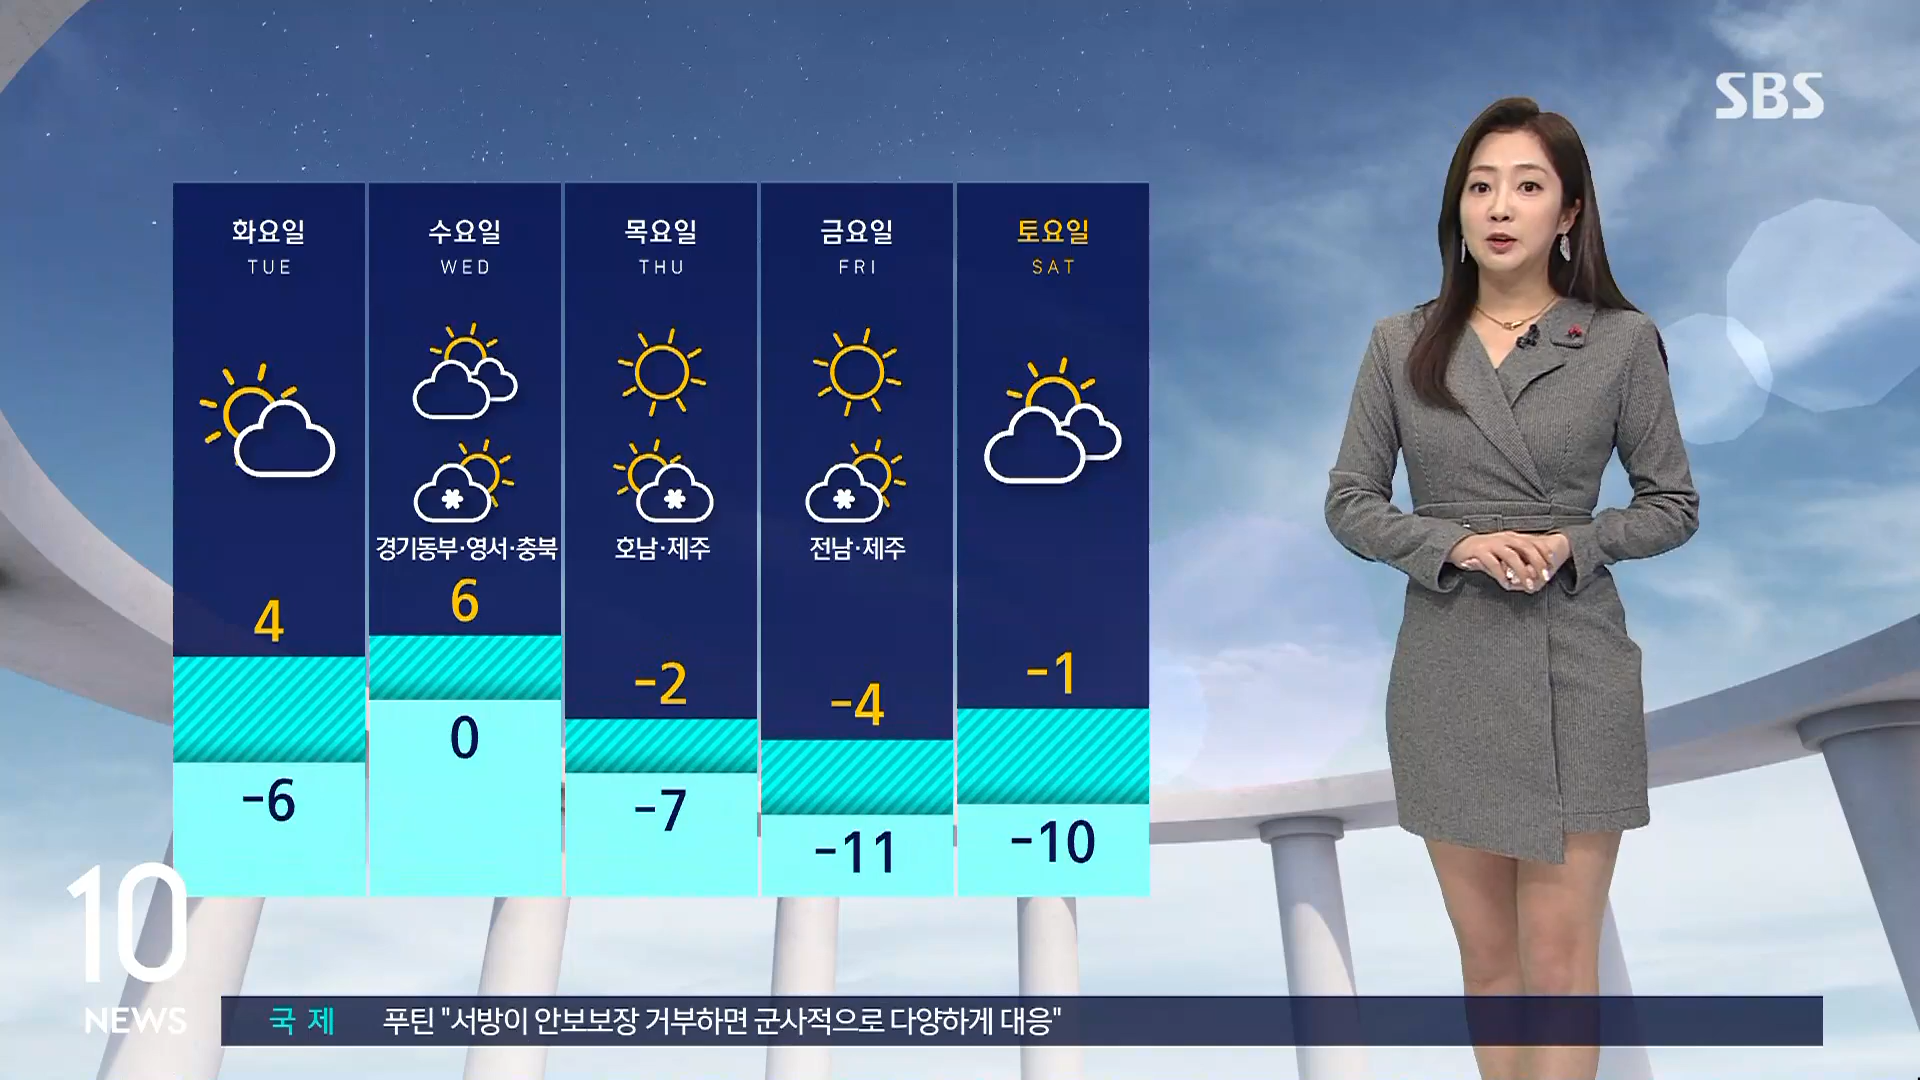 SBS
화요일
TUE
4
-6
수요일
WED
경기동부·영서·충북
6
0
목요일
THU
호남·제주
-2
-7
금요일
FRI
전남·제주
-4
-11
토요일
SAT
-1
-10
10
NEWS
국 제 푸틴 "서방이 안보보장 거부하면 군사적으로 다양하게 대응"